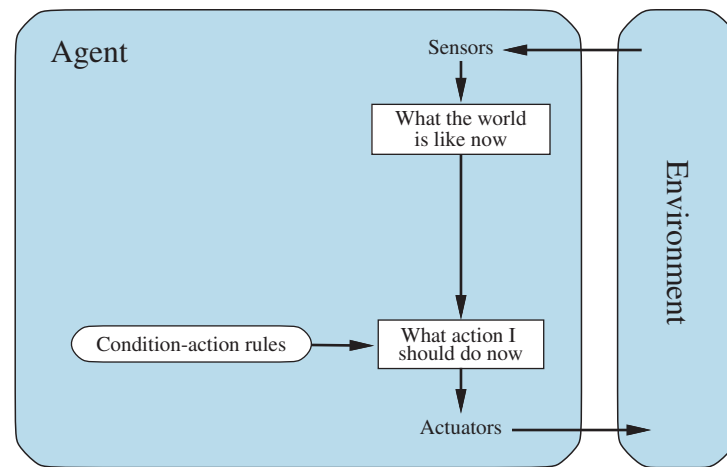 Agent
Sensors
What the world
is like now
Environment
Condition-action rules
What action I
should do now
Actuators